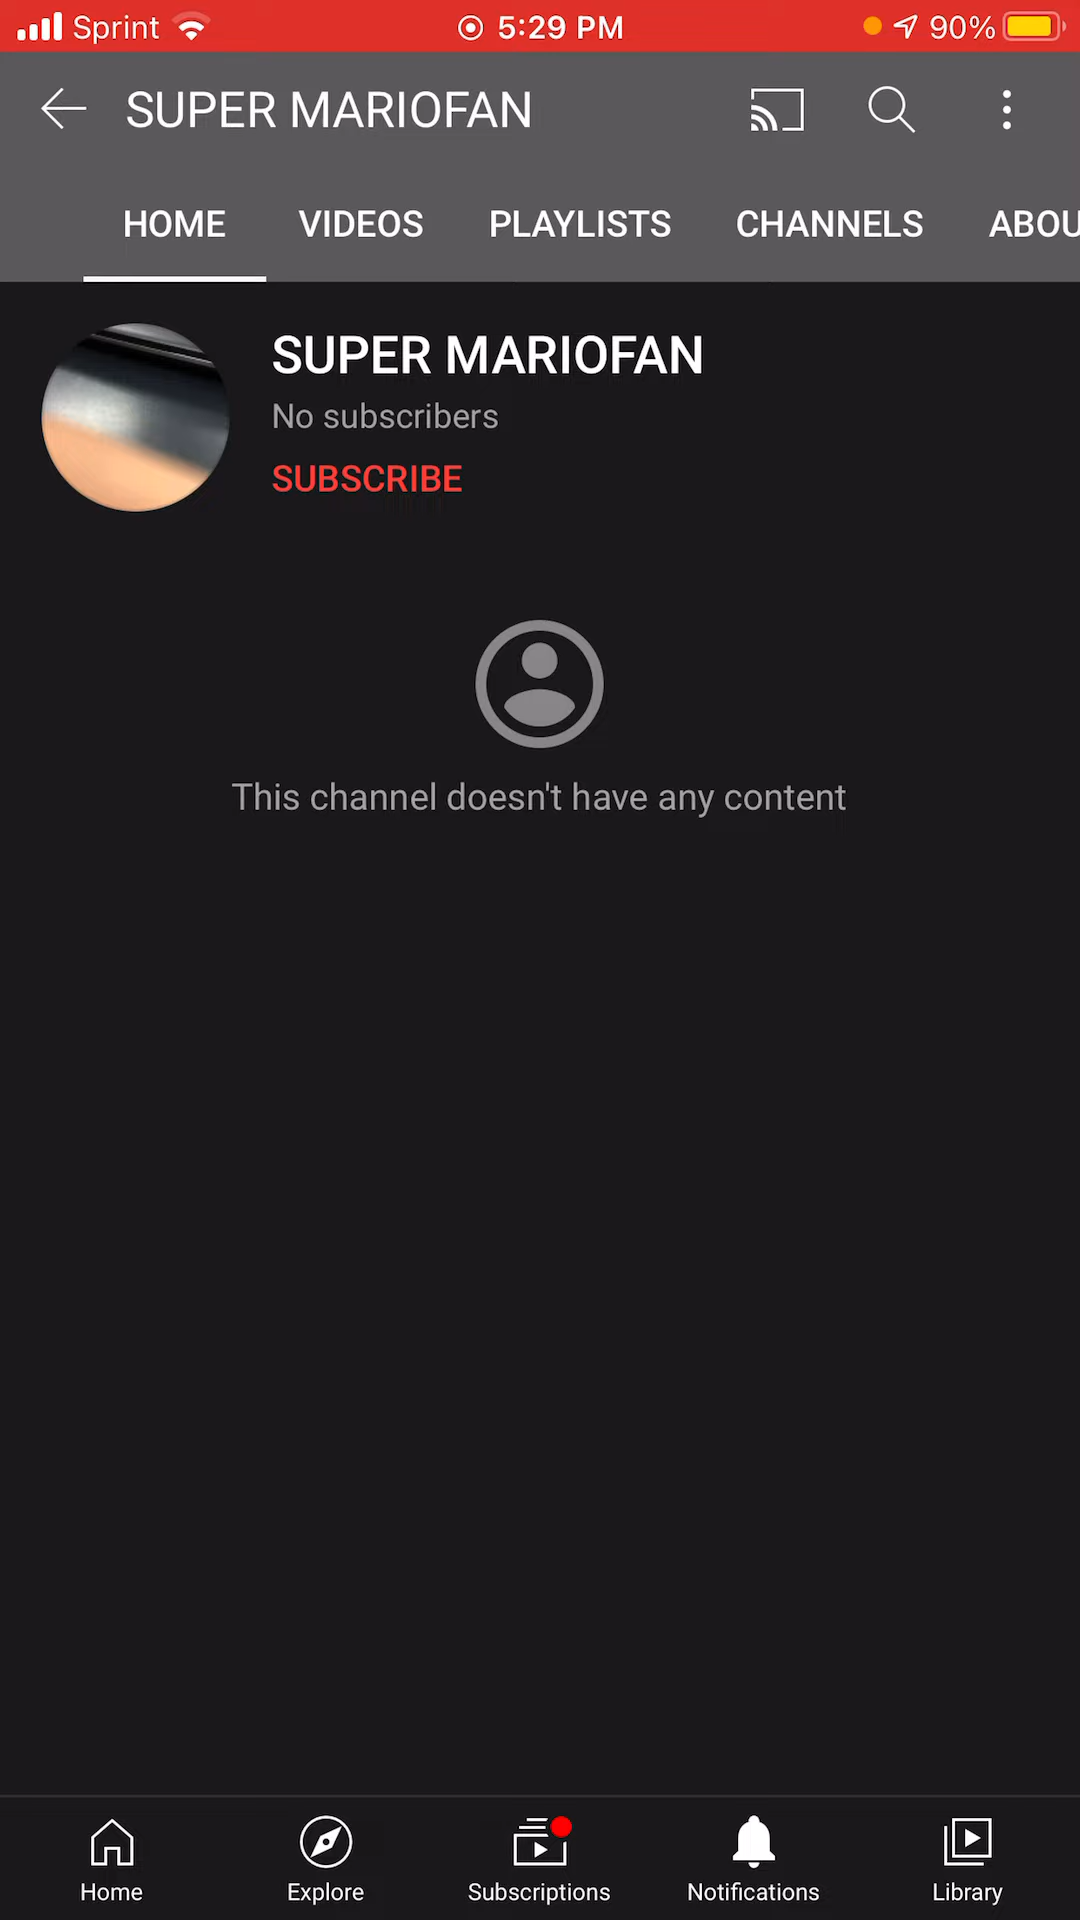 Sprint 5:29 PM 90%
SUPER MARIOFAN
HOME VIDEOS PLAYLISTS CHANNELS ABOU
SUPER MARIOFAN
No subscribers
SUBSCRIBE
This channel doesn't have any content
Home Explore Subscriptions Notifications Library